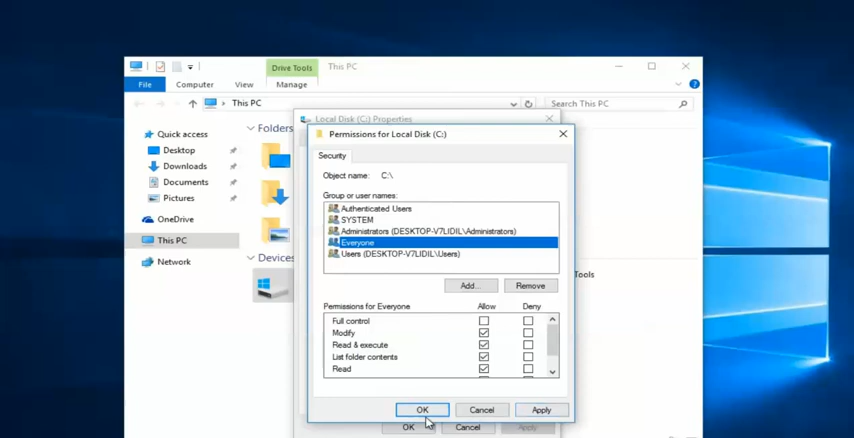 Drive Tools
This PC
File
Computer
View
Manage
This PC
Search This PC
Quick access
Desktop
Downloads
Documents
Pictures
OneDrive
This PC
Network
Folders
Devices
Tools
Local Disk (C:) Properties
Permissions for Local Disk (C:)
Security
Object name: C:\
Group or user names:
Authenticated Users
SYSTEM
Administrators (DESKTOP-V7LIDIL\Administrators)
Everyone
Users (DESKTOP-V7LIDIL\Users)
Add...
Remove
Permissions for Everyone
Allow
Deny
Full control
Modify
Read & execute
List folder contents
Read
OK
Cancel
Apply
OK
Cancel
Apply